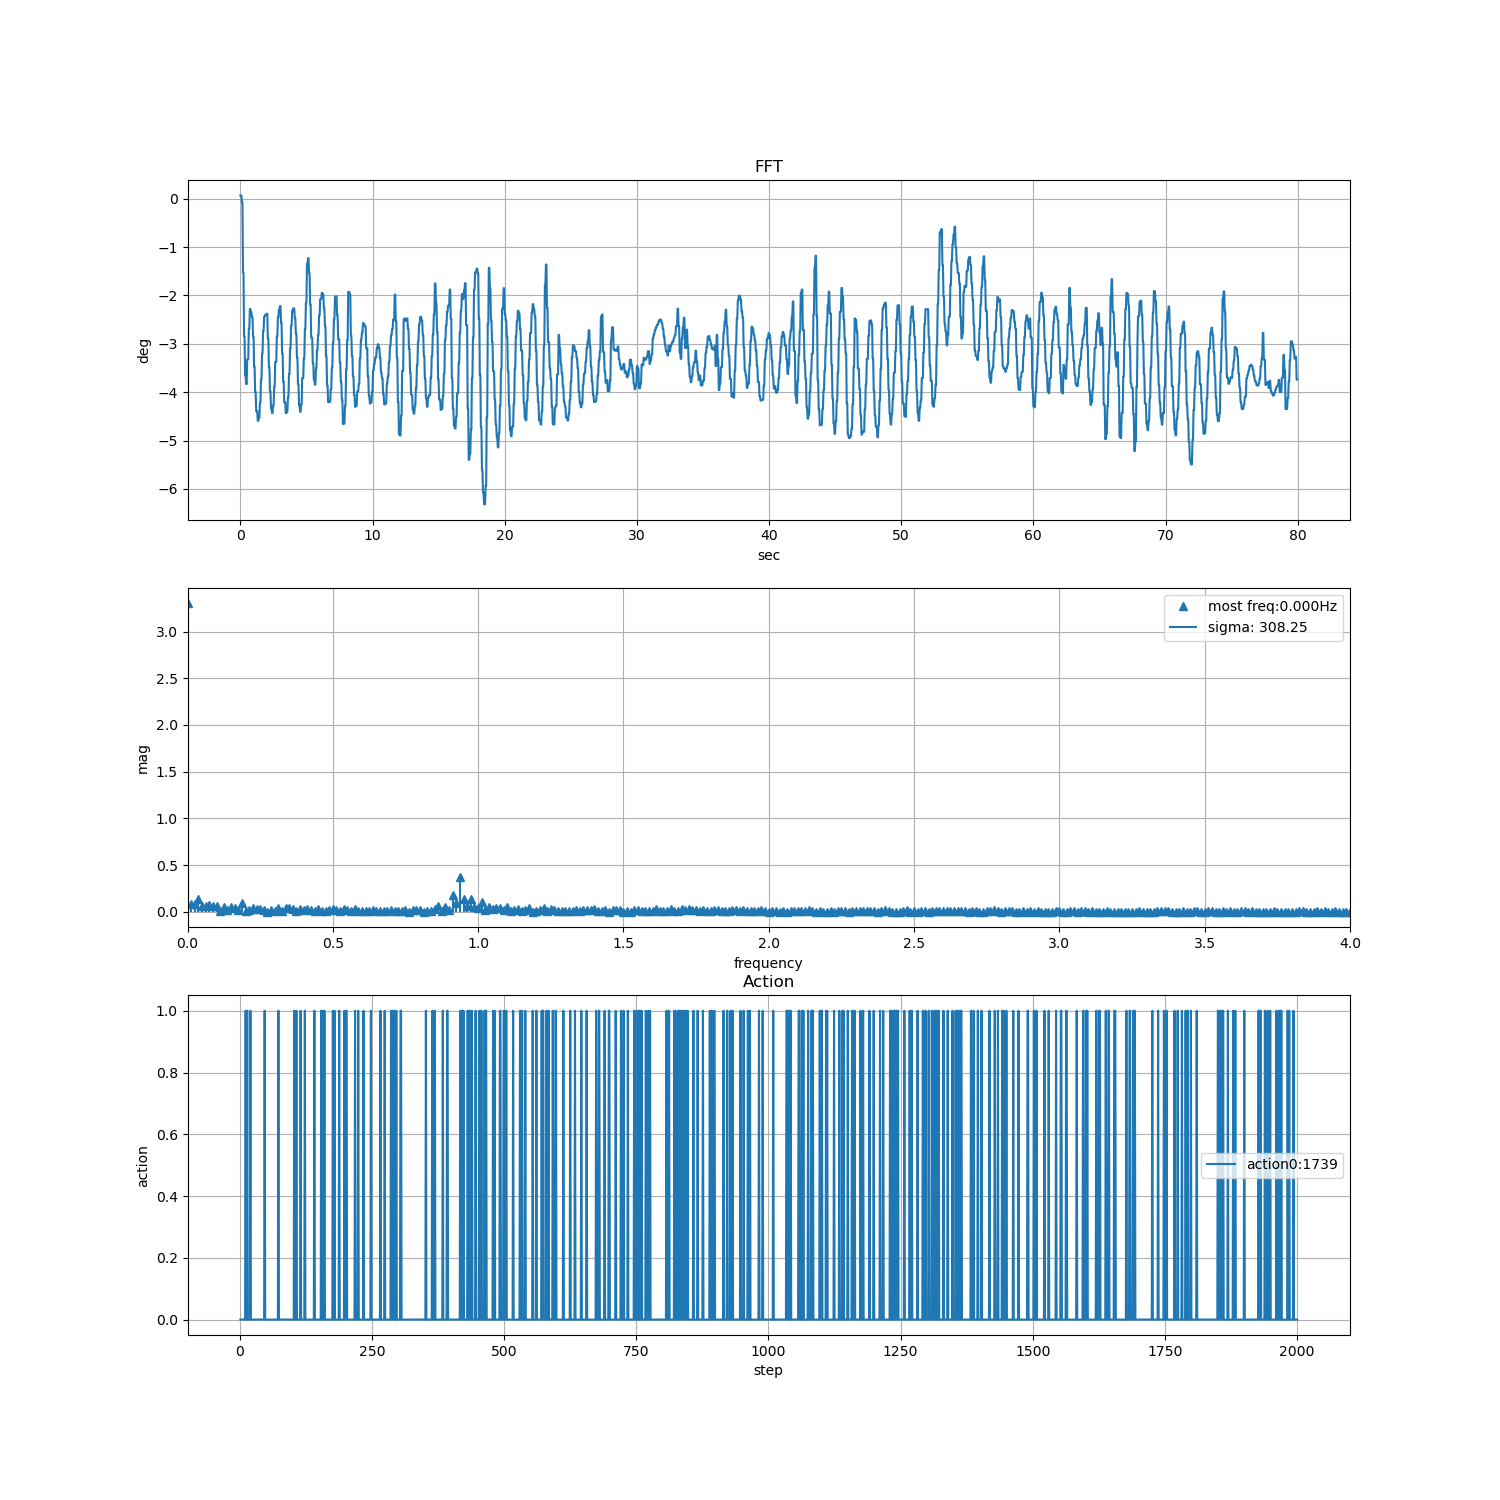 FFT
0
−1
−2
−3
−4
−5
−6
deg
0 10 20 30 40 50 60 70 80
sec
most freq:0.000Hz
sigma: 308.25
3.0
2.5
2.0
1.5
1.0
0.5
0.0
mag
0.0 0.5 1.0 1.5 2.0 2.5 3.0 3.5 4.0
frequency
Action
1.0
0.8
0.6
0.4
0.2
0.0
action
action0:1739
0 250 500 750 1000 1250 1500 1750 2000
step